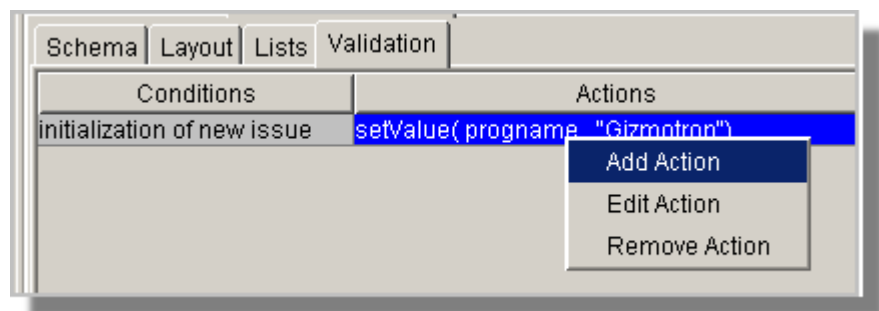 Schema Layout Lists Validation
Conditions Actions
initialization of new issue setValue( progname, "Gizmotron")
Add Action
Edit Action
Remove Action